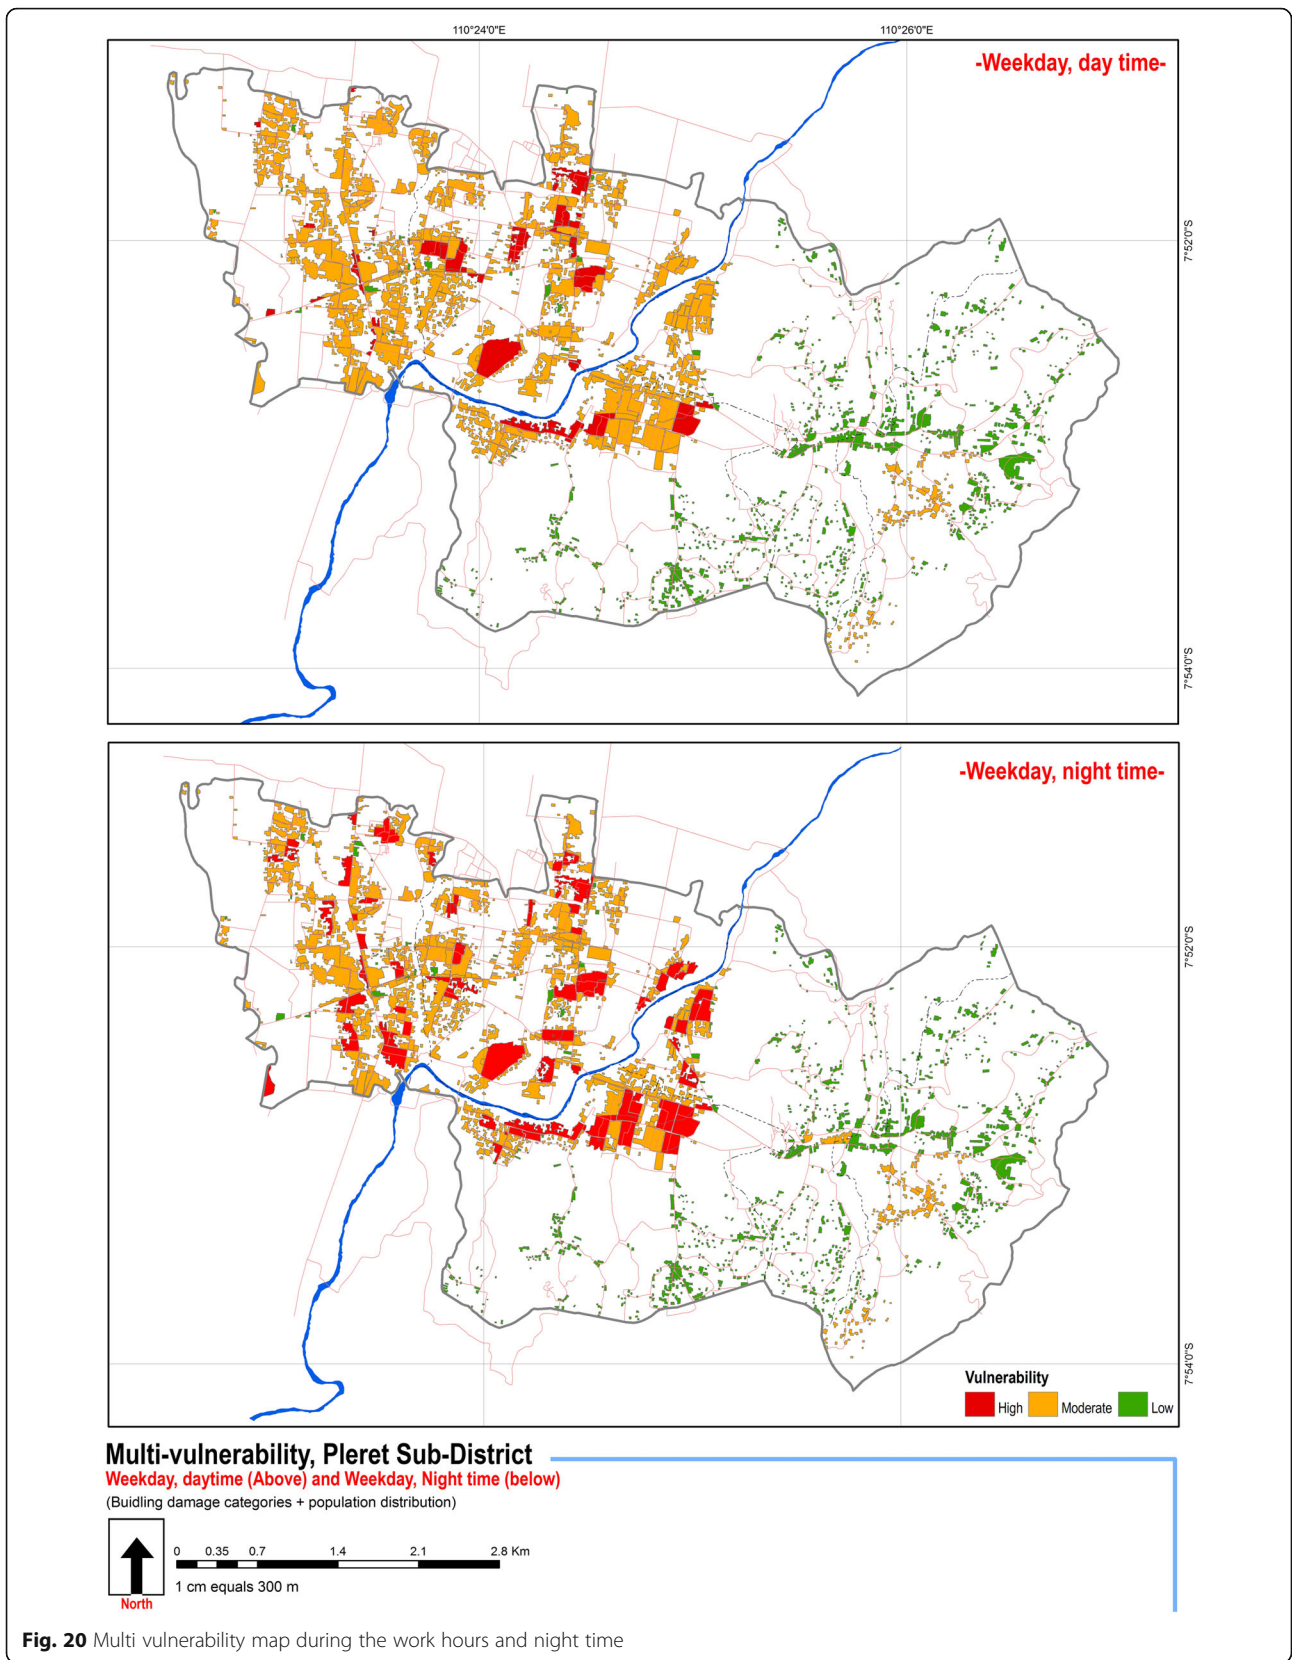 110°24'0"E
110°26'0"E
-Weekday, day time-
7°52'0"S
7°54'0"S
-Weekday, night time-
7°52'0"S
7°54'0"S
Vulnerability
High Moderate Low
Multi-vulnerability, Pleret Sub-District
Weekday, daytime (Above) and Weekday, Night time (below)
(Buidling damage categories + population distribution)
0 0.35 0.7 1.4 2.1 2.8 Km
1 cm equals 300 m
North
Fig. 20 Multi vulnerability map during the work hours and night time